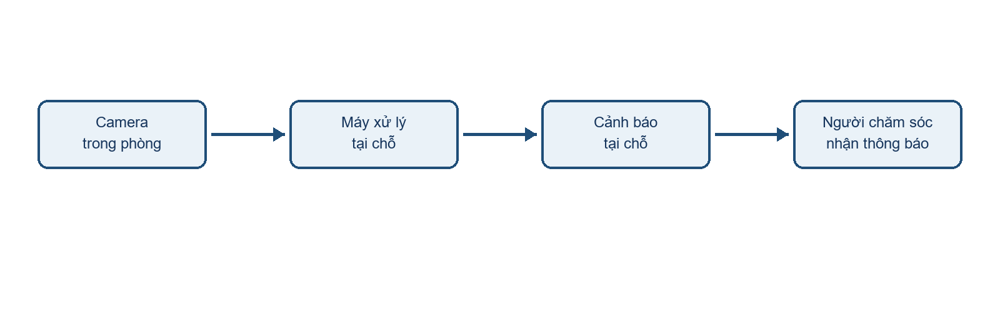 Camera
trong phòng
Máy xử lý
tại chỗ
Cảnh báo
tại chỗ
Người chăm sóc
nhận thông báo